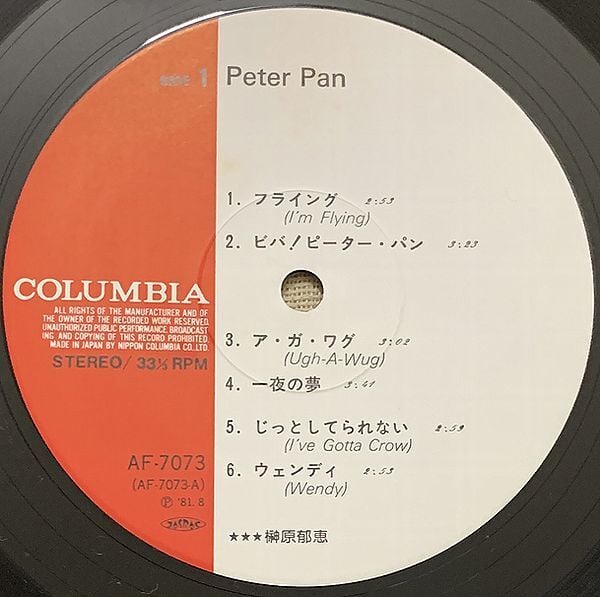 SIDE 1 Peter Pan
1. フライング 2:53
(I'm Flying)
2. ビバ!ピーター・パン 3:23
3. ア・ガ・ワグ 3:02
(Ugh-A-Wug)
4. 一夜の夢 3:41
5. じっとしてられない 2:59
(I've Gotta Crow)
6. ウェンディ 2:53
(Wendy)
★★★榊原郁恵
COLUMBIA
ALL RIGHTS OF THE MANUFACTURER AND OF
THE OWNER OF THE RECORDED WORK RESERVED.
UNAUTHORIZED PUBLIC PERFORMANCE BROADCAST
ING AND COPYING OF THIS RECORD PROHIBITED.
MADE IN JAPAN BY NIPPON COLUMBIA CO.,LTD.
STEREO/33⅓RPM
AF-7073
(AF-7073-A)
Ⓟ '81.8
JASRAC